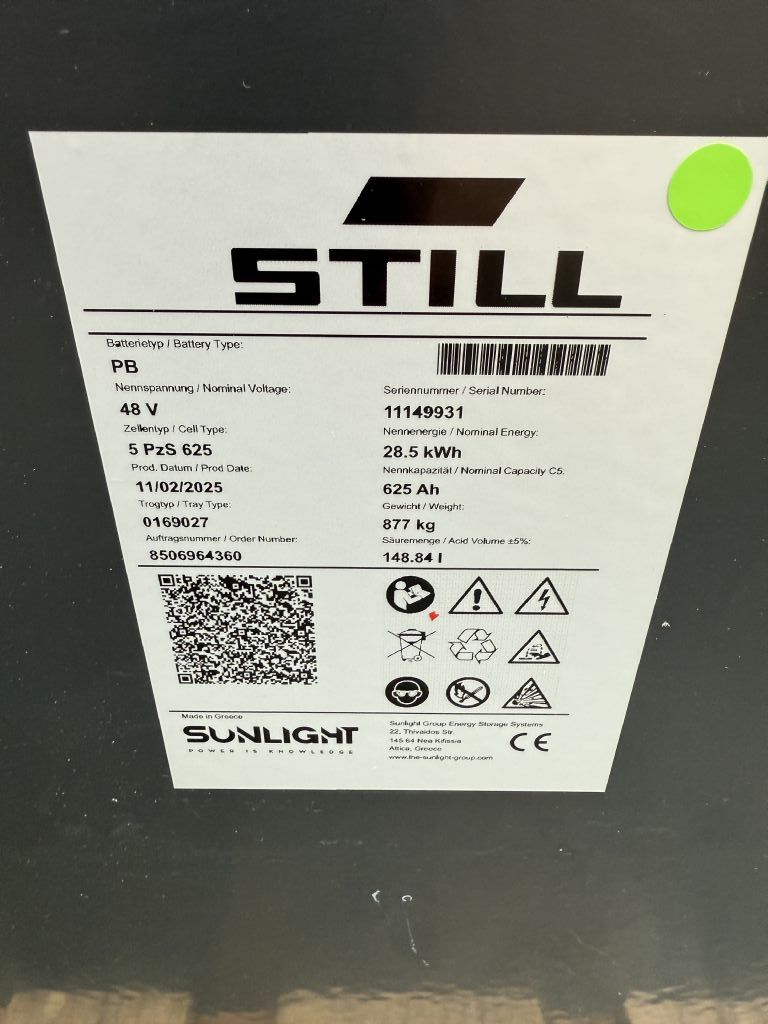 STILL
Batterietyp / Battery Type:
PB
Nennspannung / Nominal Voltage:
48 V
Zellentyp / Cell Type:
5 PzS 625
Prod. Datum / Prod Date:
11/02/2025
Trogtyp / Tray Type:
0169027
Auftragsnummer / Order Number:
8506964360
Seriennummer / Serial Number:
11149931
Nennenergie / Nominal Energy:
28.5 kWh
Nennkapazität / Nominal Capacity C5:
625 Ah
Gewicht / Weight:
877 kg
Säuremenge / Acid Volume ±5%:
148.84 l
Made in Greece
SUNLIGHT
POWER IS KNOWLEDGE
Sunlight Group Energy Storage Systems
22, Thivaidos Str.
145 64 Nea Kifissia
Attica, Greece
www.the-sunlight-group.com
CE